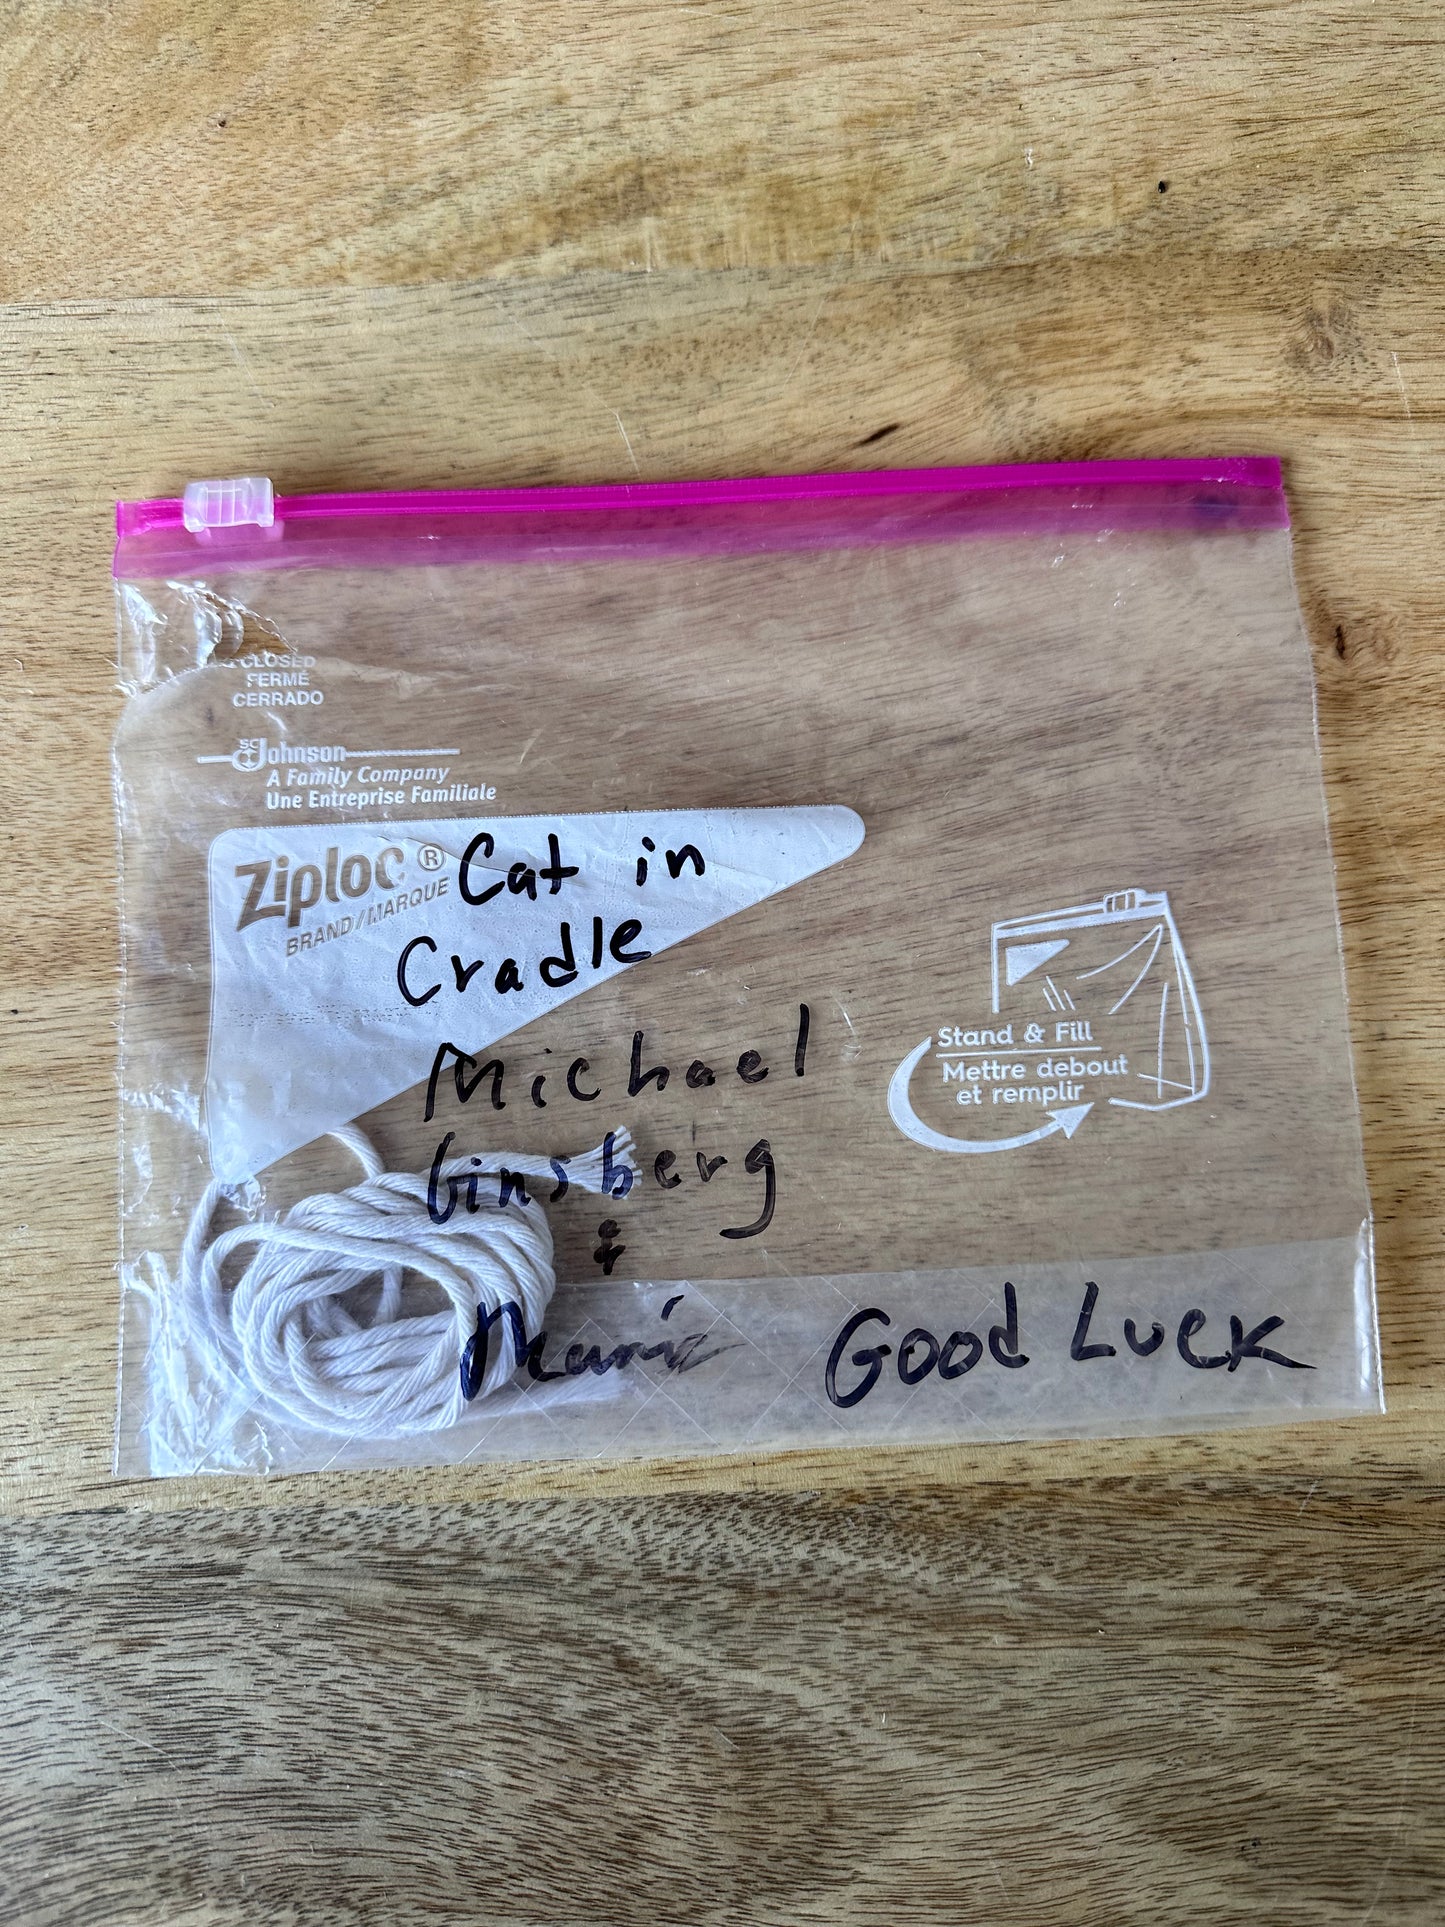 CLOSED
FERMÉ
CERRADO
SC Johnson
A Family Company
Une Entreprise Familiale
Ziploc®
BRAND/MARQUE
Cat in
Cradle
Michael
Ginsberg
&
Good Luck
Stand & Fill
Mettre debout
et remplir